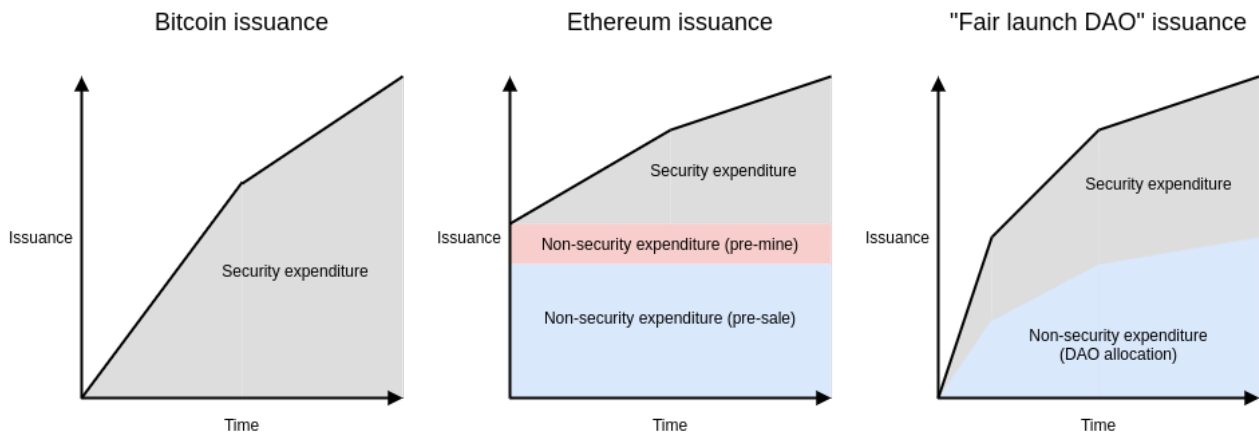 Bitcoin issuance
Issuance
Security expenditure
Time
Ethereum issuance
Issuance
Security expenditure
Non-security expenditure (pre-mine)
Non-security expenditure (pre-sale)
Time
"Fair launch DAO" issuance
Issuance
Security expenditure
Non-security expenditure
(DAO allocation)
Time